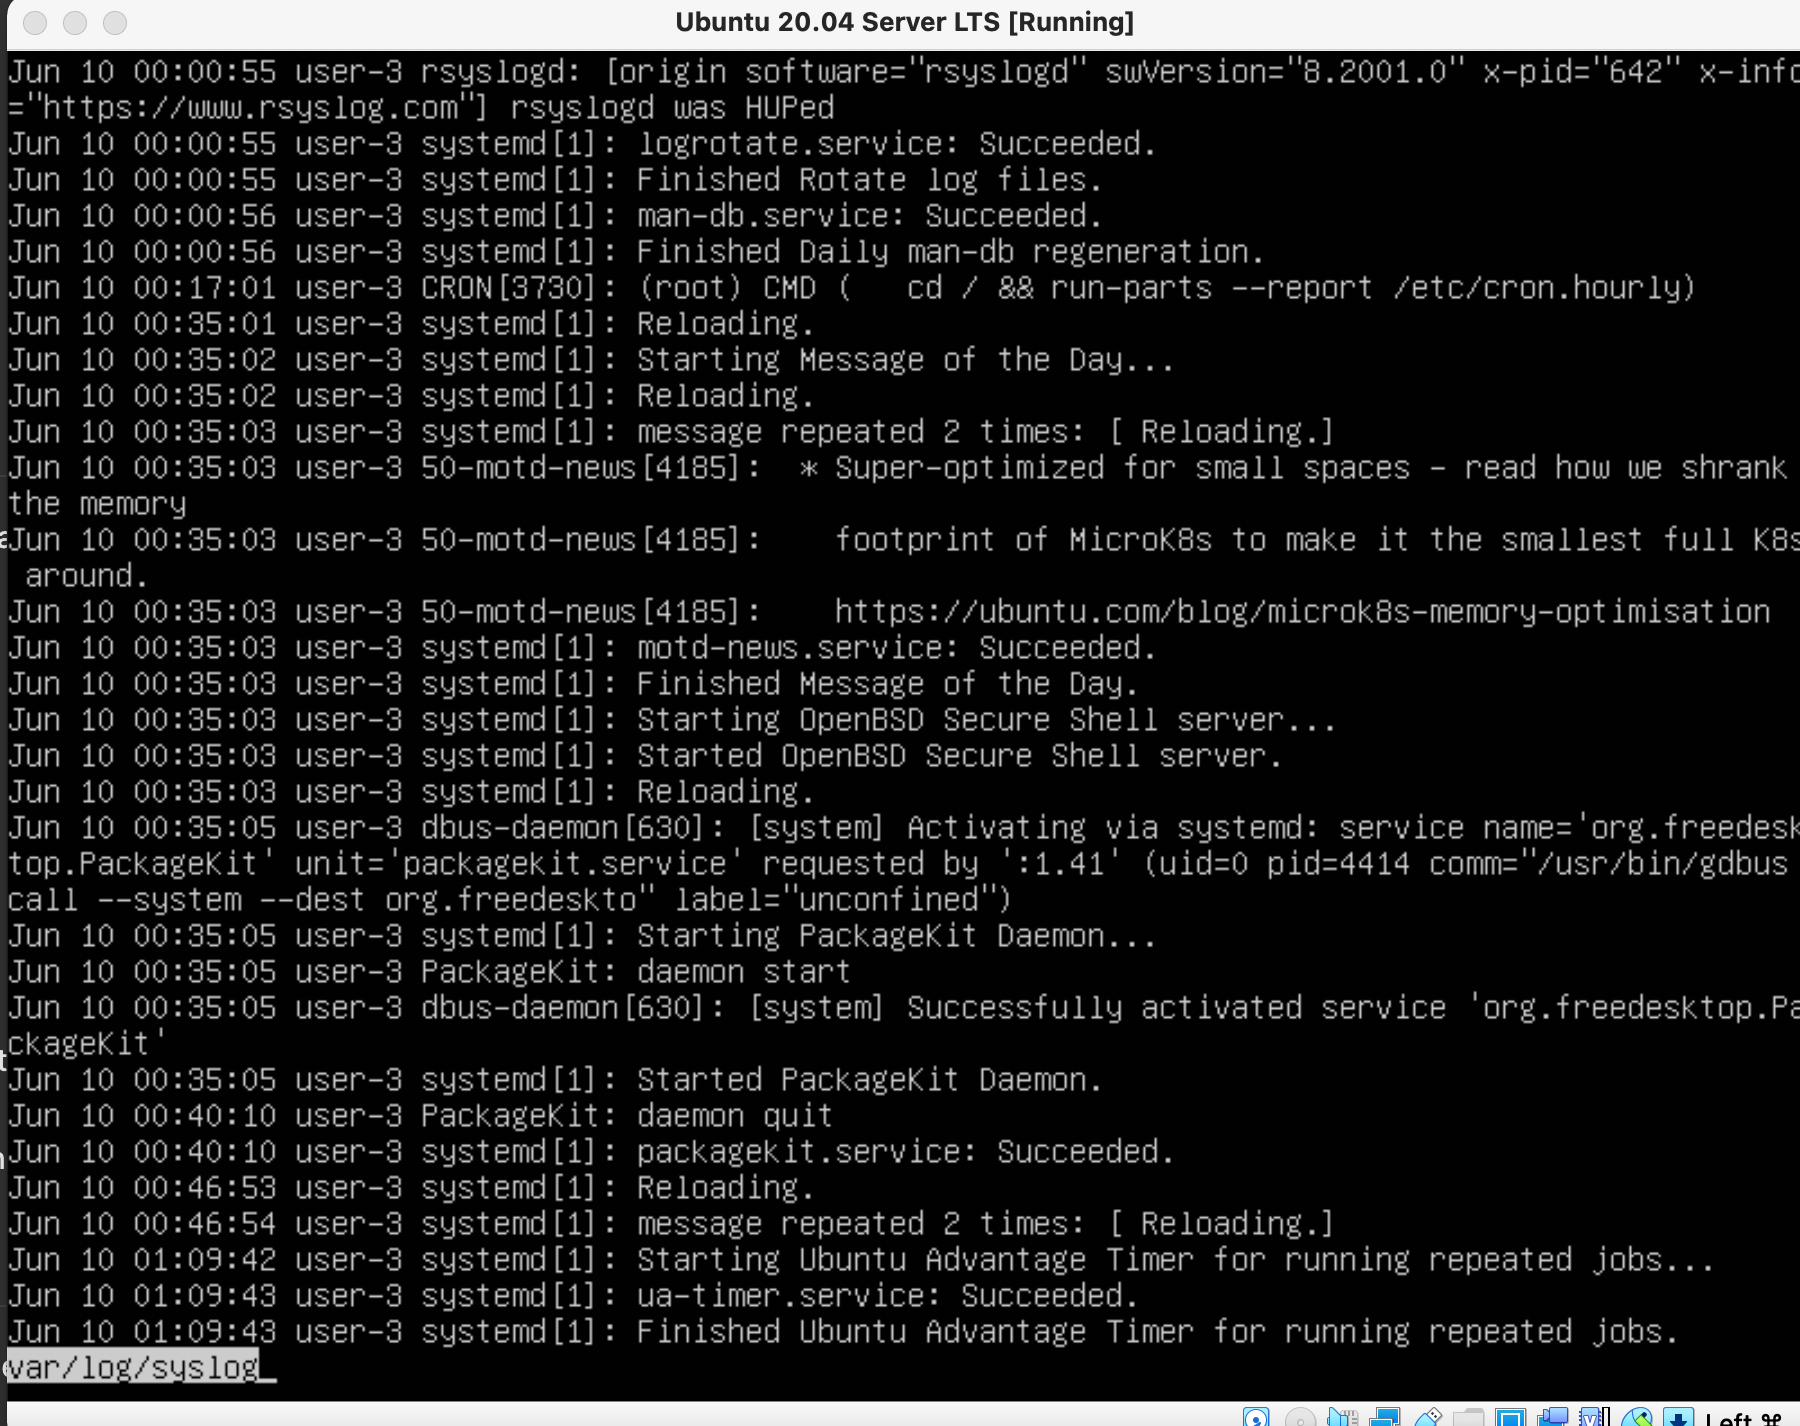 Ubuntu 20.04 Server LTS [Running]
Jun 10 00:00:55 user-3 rsyslogd: [origin software="rsyslogd" swVersion="8.2001.0" x-pid="642" x-info
="https://www.rsyslog.com"] rsyslogd was HUPed
Jun 10 00:00:55 user-3 systemd[1]: logrotate.service: Succeeded.
Jun 10 00:00:55 user-3 systemd[1]: Finished Rotate log files.
Jun 10 00:00:56 user-3 systemd[1]: man-db.service: Succeeded.
Jun 10 00:00:56 user-3 systemd[1]: Finished Daily man-db regeneration.
Jun 10 00:17:01 user-3 CRON[3730]: (root) CMD (   cd / && run-parts --report /etc/cron.hourly)
Jun 10 00:35:01 user-3 systemd[1]: Reloading.
Jun 10 00:35:02 user-3 systemd[1]: Starting Message of the Day...
Jun 10 00:35:02 user-3 systemd[1]: Reloading.
Jun 10 00:35:03 user-3 systemd[1]: message repeated 2 times: [ Reloading.]
Jun 10 00:35:03 user-3 50-motd-news[4185]:  * Super-optimized for small spaces - read how we shrank
the memory
Jun 10 00:35:03 user-3 50-motd-news[4185]:    footprint of MicroK8s to make it the smallest full K8s
 around.
Jun 10 00:35:03 user-3 50-motd-news[4185]:    https://ubuntu.com/blog/microk8s-memory-optimisation
Jun 10 00:35:03 user-3 systemd[1]: motd-news.service: Succeeded.
Jun 10 00:35:03 user-3 systemd[1]: Finished Message of the Day.
Jun 10 00:35:03 user-3 systemd[1]: Starting OpenBSD Secure Shell server...
Jun 10 00:35:03 user-3 systemd[1]: Started OpenBSD Secure Shell server.
Jun 10 00:35:03 user-3 systemd[1]: Reloading.
Jun 10 00:35:05 user-3 dbus-daemon[630]: [system] Activating via systemd: service name='org.freedesk
top.PackageKit' unit='packagekit.service' requested by ':1.41' (uid=0 pid=4414 comm="/usr/bin/gdbus
call --system --dest org.freedeskto" label="unconfined")
Jun 10 00:35:05 user-3 systemd[1]: Starting PackageKit Daemon...
Jun 10 00:35:05 user-3 PackageKit: daemon start
Jun 10 00:35:05 user-3 dbus-daemon[630]: [system] Successfully activated service 'org.freedesktop.Pa
ckageKit'
Jun 10 00:35:05 user-3 systemd[1]: Started PackageKit Daemon.
Jun 10 00:40:10 user-3 PackageKit: daemon quit
Jun 10 00:40:10 user-3 systemd[1]: packagekit.service: Succeeded.
Jun 10 00:46:53 user-3 systemd[1]: Reloading.
Jun 10 00:46:54 user-3 systemd[1]: message repeated 2 times: [ Reloading.]
Jun 10 01:09:42 user-3 systemd[1]: Starting Ubuntu Advantage Timer for running repeated jobs...
Jun 10 01:09:43 user-3 systemd[1]: ua-timer.service: Succeeded.
Jun 10 01:09:43 user-3 systemd[1]: Finished Ubuntu Advantage Timer for running repeated jobs.
var/log/syslog
Left ⌘